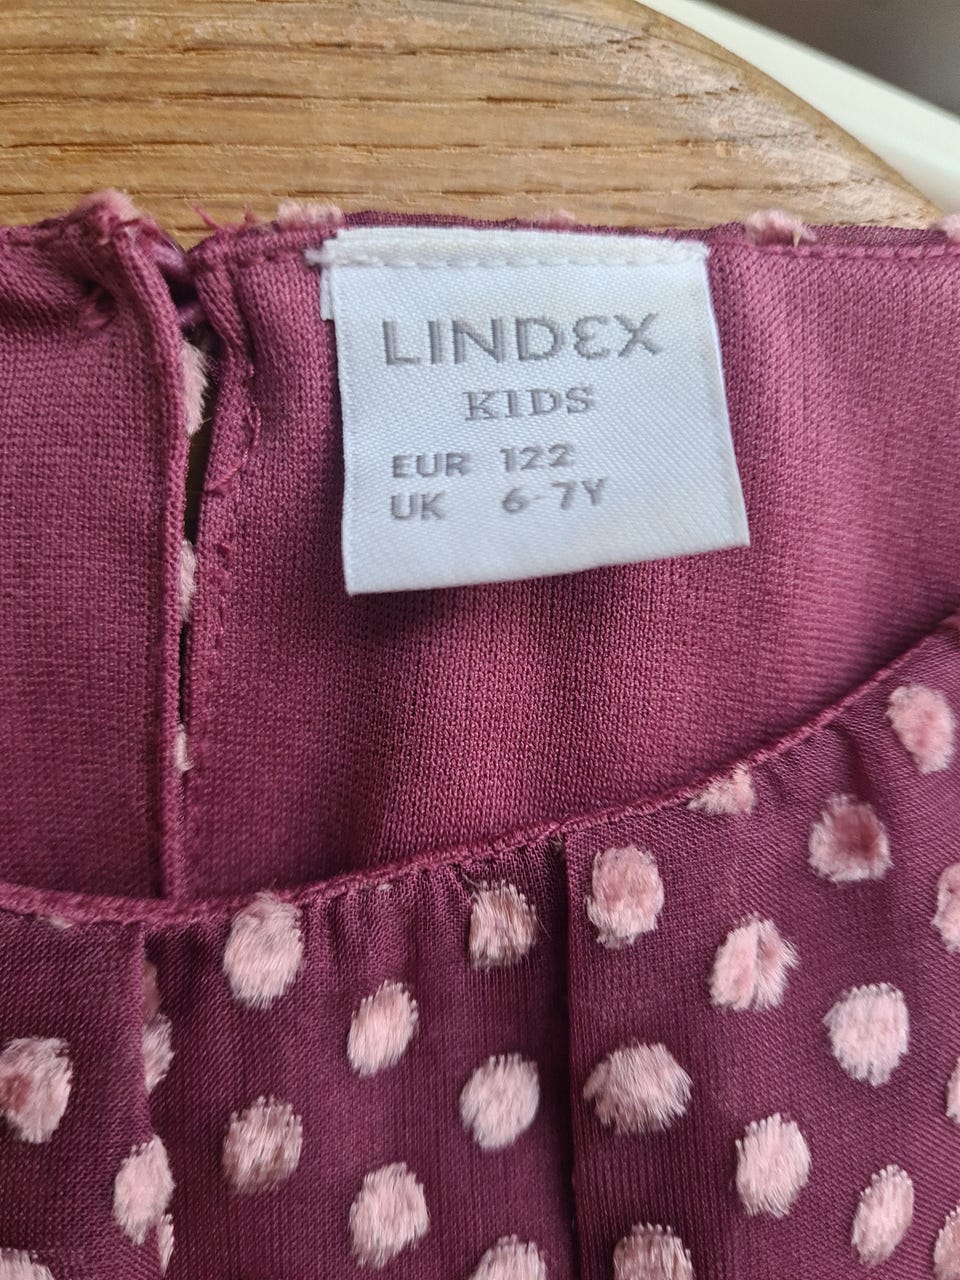 LINDEX
KIDS
EUR 122
UK 6-7Y